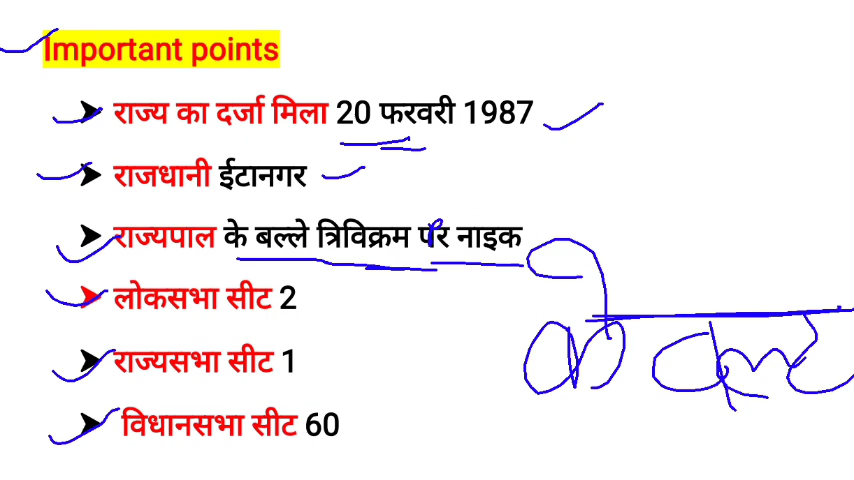 Important points
➤ राज्य का दर्जा मिला 20 फरवरी 1987
➤ राजधानी ईटानगर
➤ राज्यपाल के बल्ले त्रिविक्रम पर नाइक
➤ लोकसभा सीट 2
➤ राज्यसभा सीट 1
➤ विधानसभा सीट 60